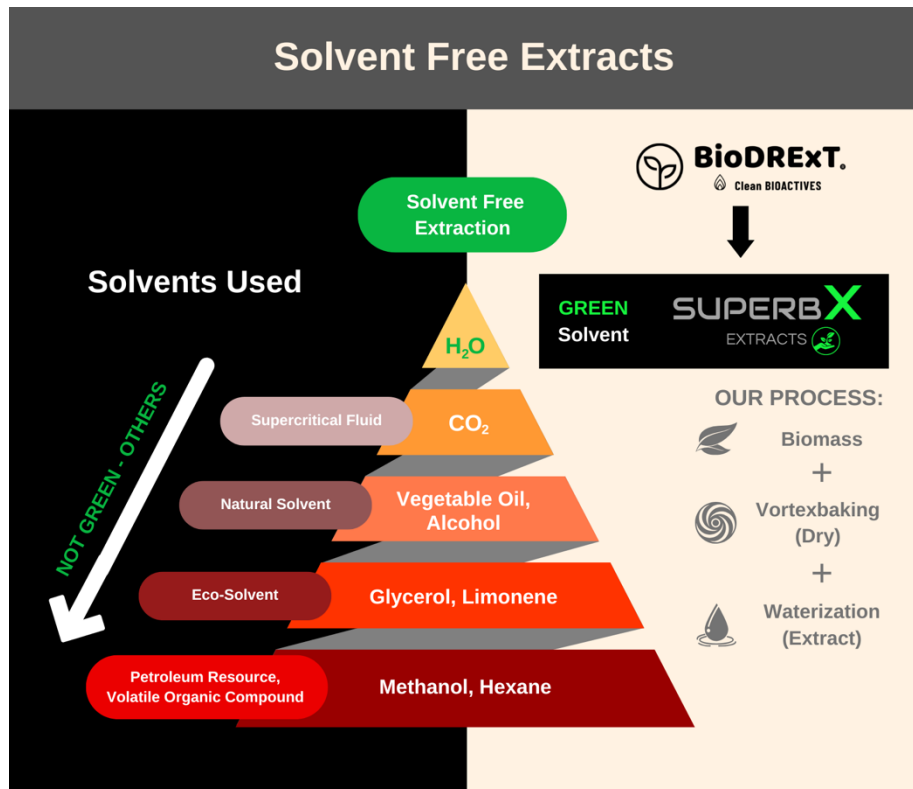 Solvent Free Extracts
BioDRExT®
Clean BIOACTIVES
Solvent Free
Extraction
Solvents Used
GREEN
Solvent
SUPERBX
EXTRACTS
H₂O
NOT GREEN - OTHERS
Supercritical Fluid
CO₂
Natural Solvent
Vegetable Oil,
Alcohol
Eco-Solvent
Glycerol, Limonene
Petroleum Resource,
Volatile Organic Compound
Methanol, Hexane
OUR PROCESS:
Biomass
+
Vortexbaking
(Dry)
+
Waterization
(Extract)